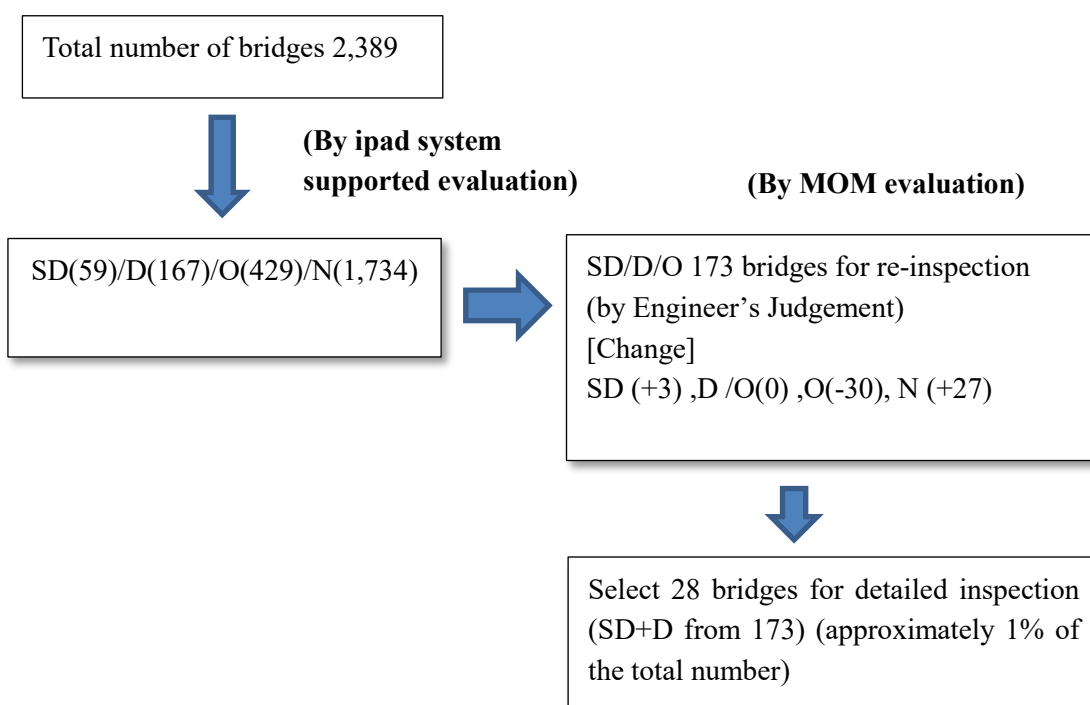 Total number of bridges 2,389
(By ipad system
supported evaluation)
(By MOM evaluation)
SD(59)/D(167)/O(429)/N(1,734)
SD/D/O 173 bridges for re-inspection
(by Engineer’s Judgement)
[Change]
SD (+3) ,D /O(0) ,O(-30), N (+27)
Select 28 bridges for detailed inspection
(SD+D from 173) (approximately 1% of
the total number)